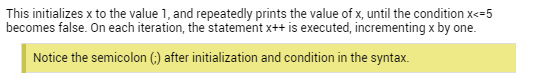 This initializes x to the value 1, and repeatedly prints the value of x, until the condition x<=5
becomes false. On each iteration, the statement x++ is executed, incrementing x by one.
Notice the semicolon (;) after initialization and condition in the syntax.